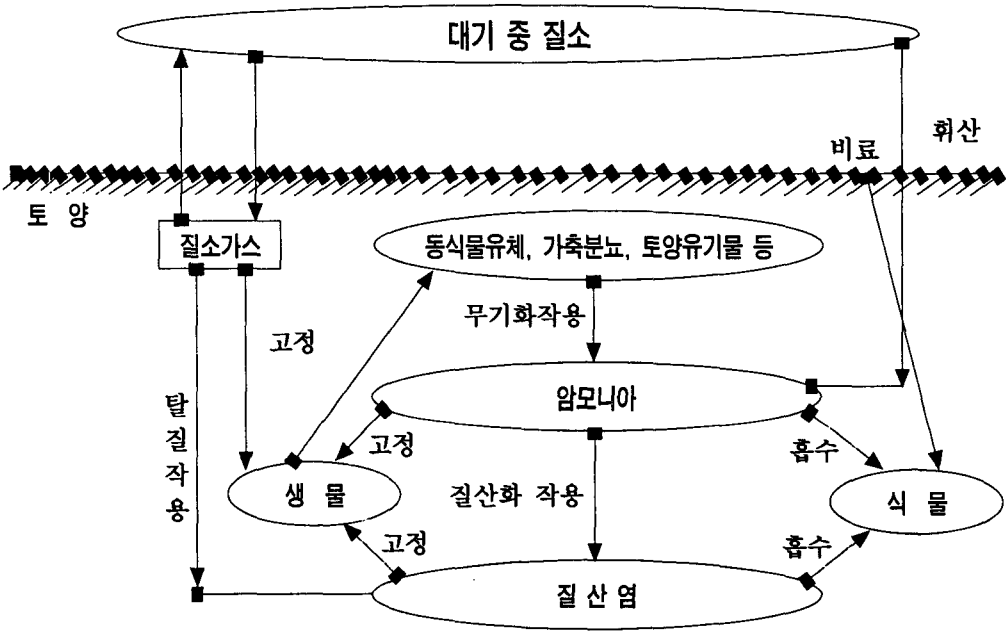 대기 중 질소
휘산
비료
토 양
질소가스
동식물유체, 가축분뇨, 토양유기물 등
무기화작용
고정
암모니아
탈질작용
고정
흡수
생 물
질산화 작용
식 물
고정
흡수
질 산 염